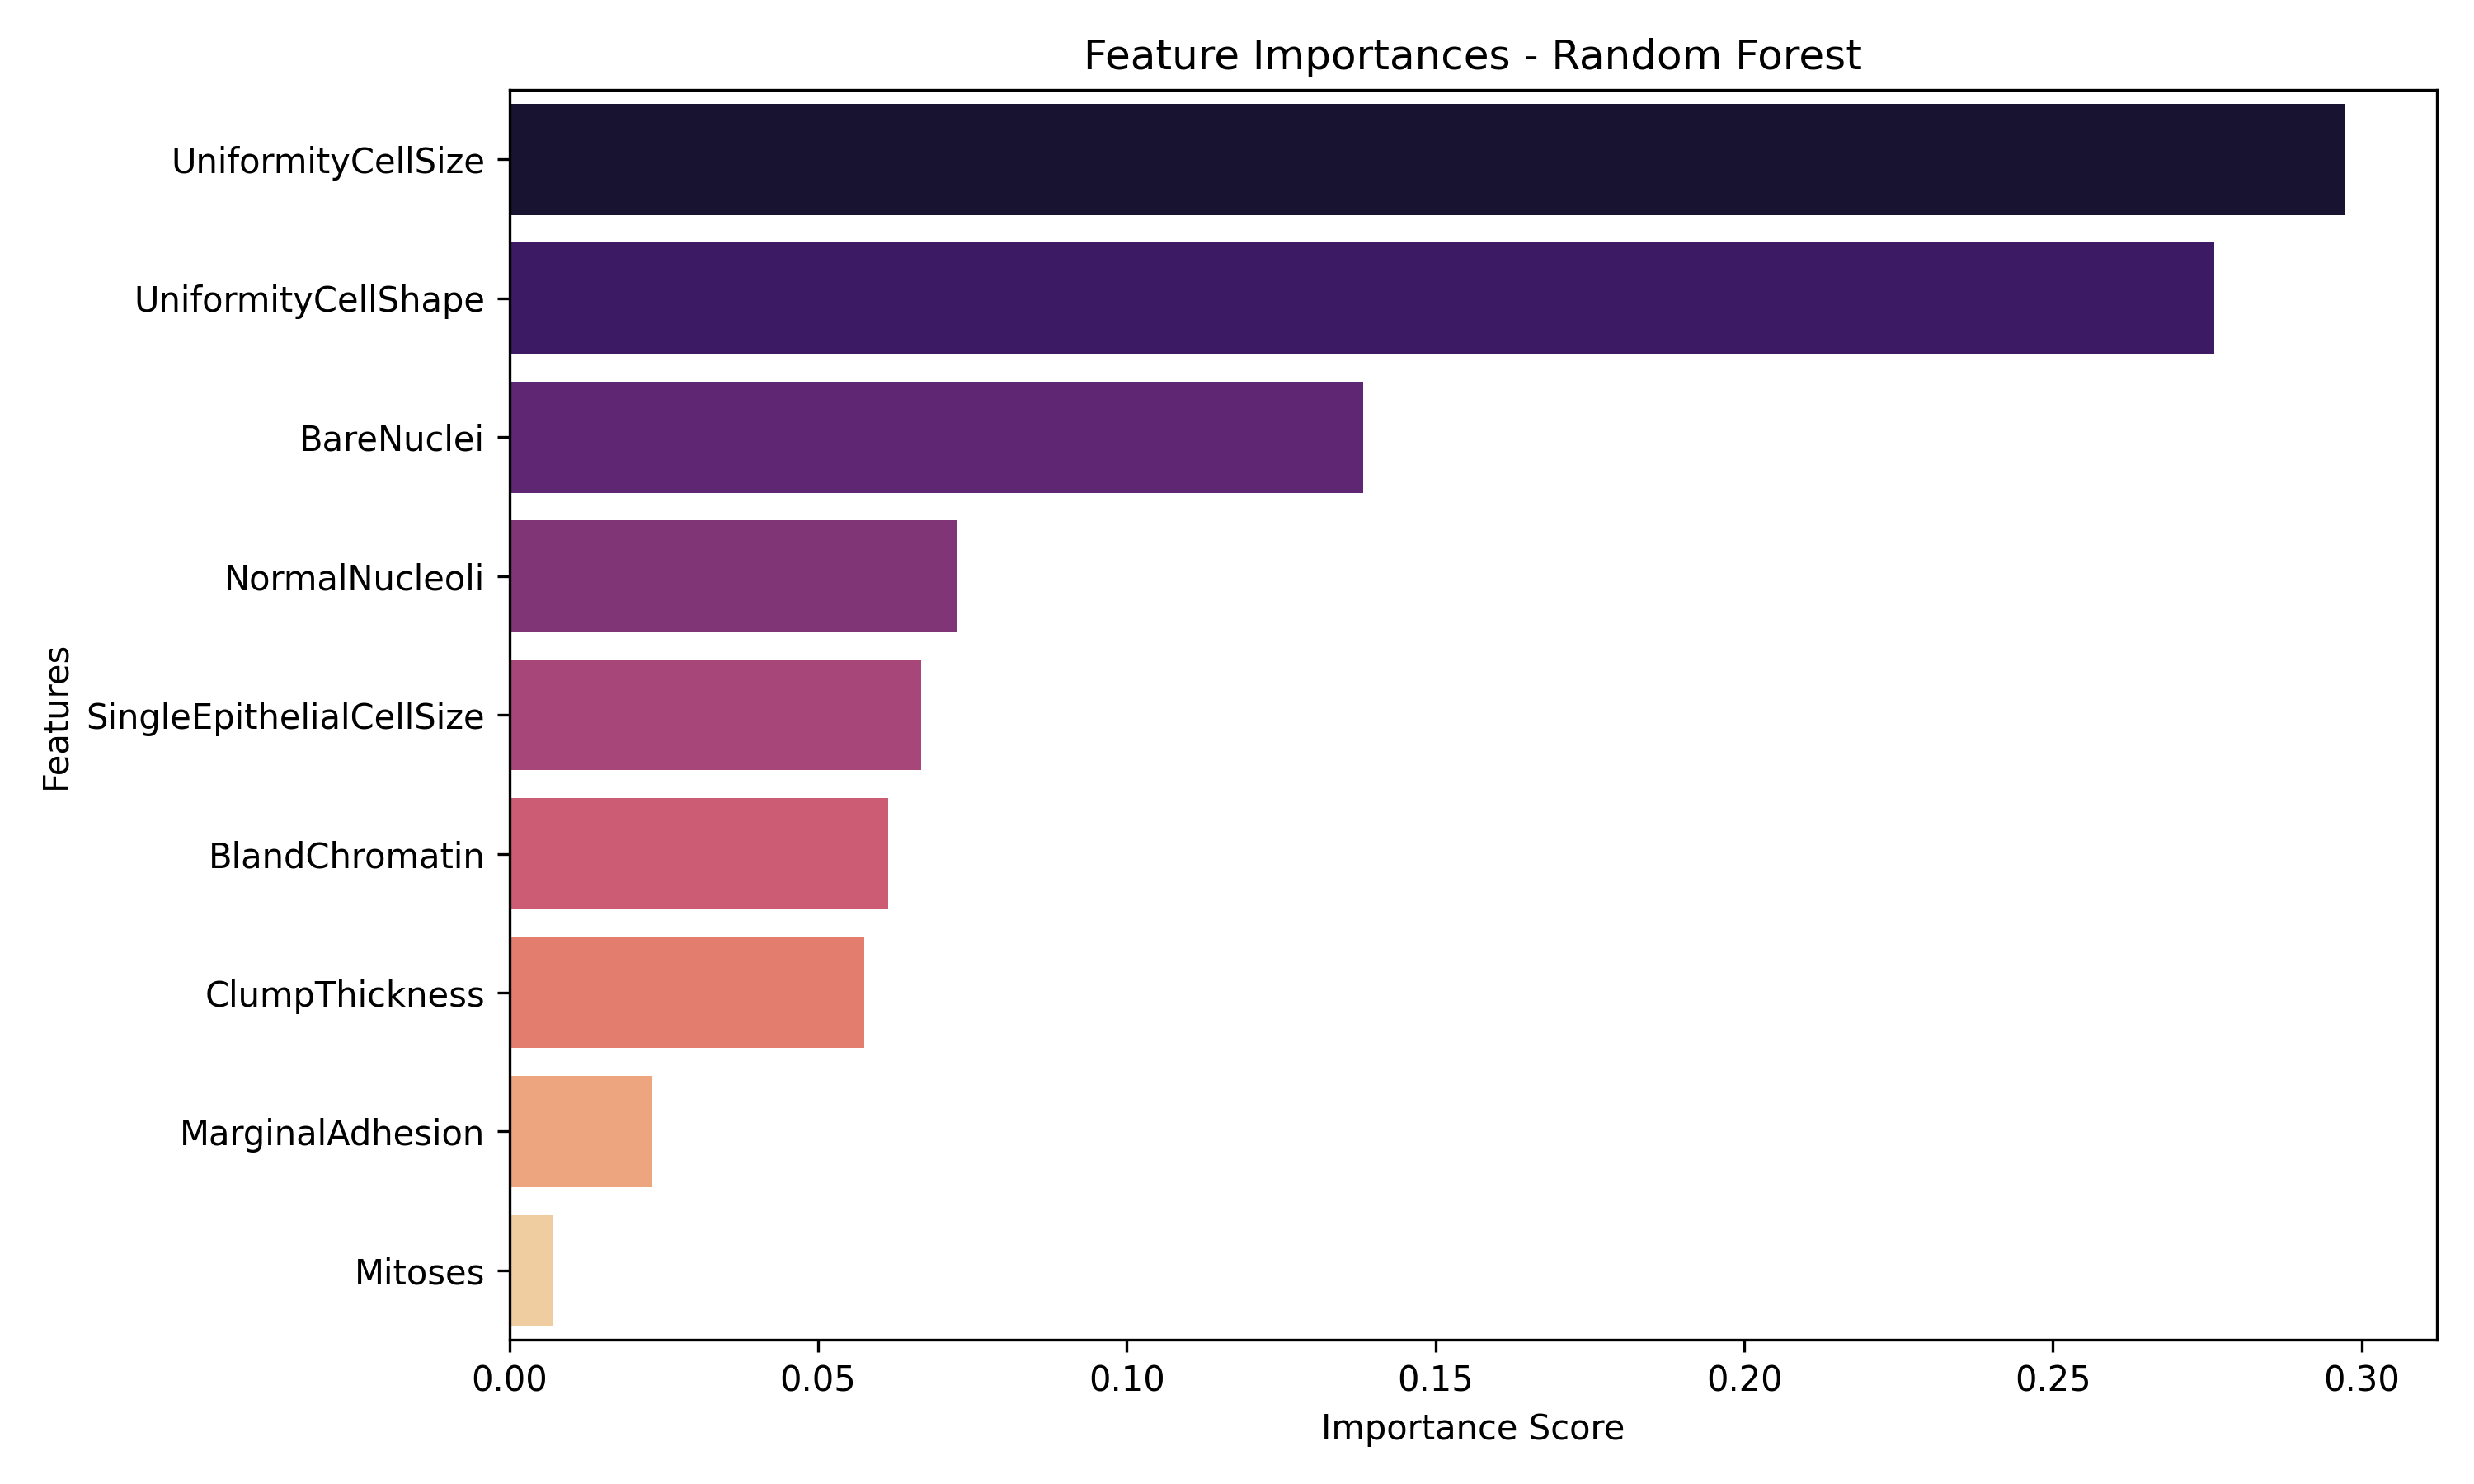 Feature Importances - Random Forest
Features
UniformityCellSize
UniformityCellShape
BareNuclei
NormalNucleoli
SingleEpithelialCellSize
BlandChromatin
ClumpThickness
MarginalAdhesion
Mitoses
0.00 0.05 0.10 0.15 0.20 0.25 0.30
Importance Score